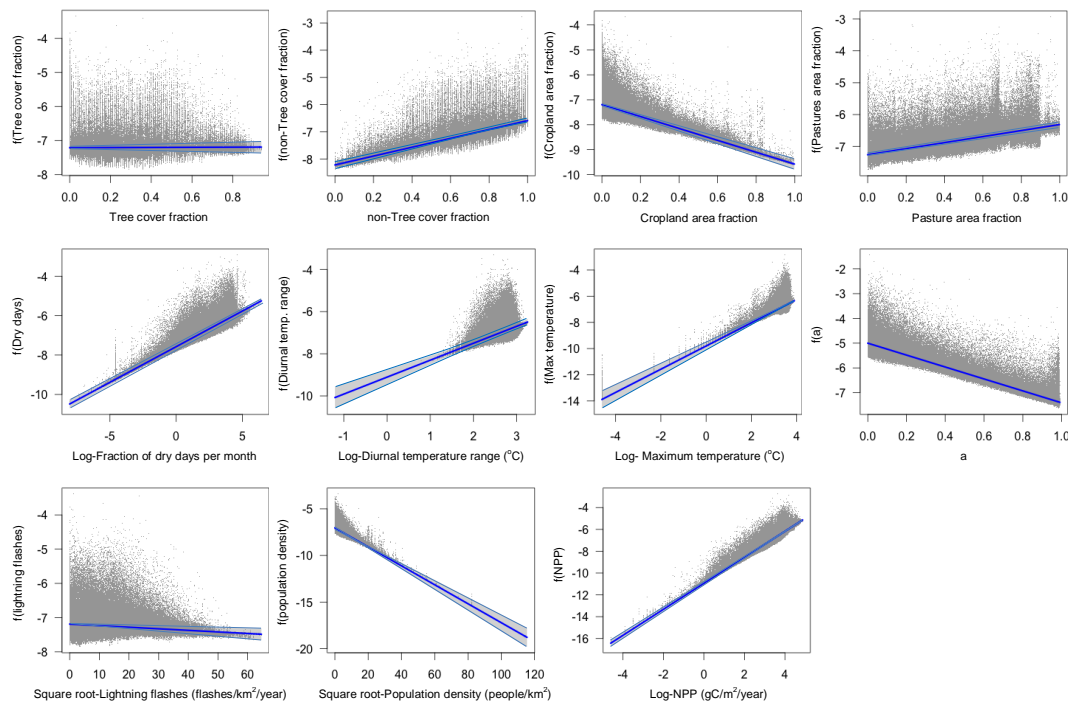 f(Tree cover fraction)
-4
-5
-6
-7
-8
0.0 0.2 0.4 0.6 0.8
Tree cover fraction
f(non-Tree cover fraction)
-3
-4
-5
-6
-7
-8
0.0 0.2 0.4 0.6 0.8 1.0
non-Tree cover fraction
f(Cropland area fraction)
-4
-5
-6
-7
-8
-9
-10
0.0 0.2 0.4 0.6 0.8 1.0
Cropland area fraction
f(Prastures area fraction)
-3
-4
-5
-6
-7
0.0 0.2 0.4 0.6 0.8 1.0
Pasture area fraction
f(Dry days)
-4
-6
-8
-10
-5 0 5
Log-Fraction of dry days per month
f(Diurnal temp. range)
-4
-6
-8
-10
-1 0 1 2 3
Log-Diurnal temperature range (°C)
f(Max temperature)
-4
-6
-8
-10
-12
-14
-4 -2 0 2 4
Log- Maximum temperature (°C)
f(a)
-2
-3
-4
-5
-6
-7
0.0 0.2 0.4 0.6 0.8 1.0
a
f(lightning flashes)
-4
-5
-6
-7
-8
0 10 20 30 40 50 60
Square root-Lightning flashes (flashes/km²/year)
f(population density)
-5
-10
-15
-20
0 20 40 60 80 100 120
Square root-Population density (people/km²)
f(NPP)
-4
-6
-8
-10
-12
-14
-16
-4 -2 0 2 4
Log-NPP (gC/m²/year)